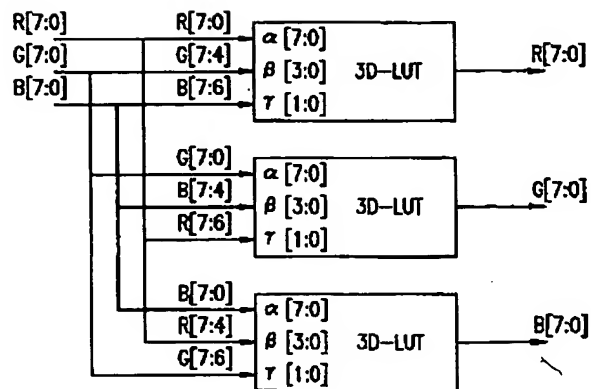 R[7:0] R[7:0] α [7:0] R[7:0]
G[7:0] G[7:4] β [3:0] 3D-LUT
B[7:0] B[7:6] γ [1:0]
G[7:0] α [7:0] G[7:0]
B[7:4] β [3:0] 3D-LUT
R[7:6] γ [1:0]
B[7:0] α [7:0] B[7:0]
R[7:4] β [3:0] 3D-LUT
G[7:6] γ [1:0]